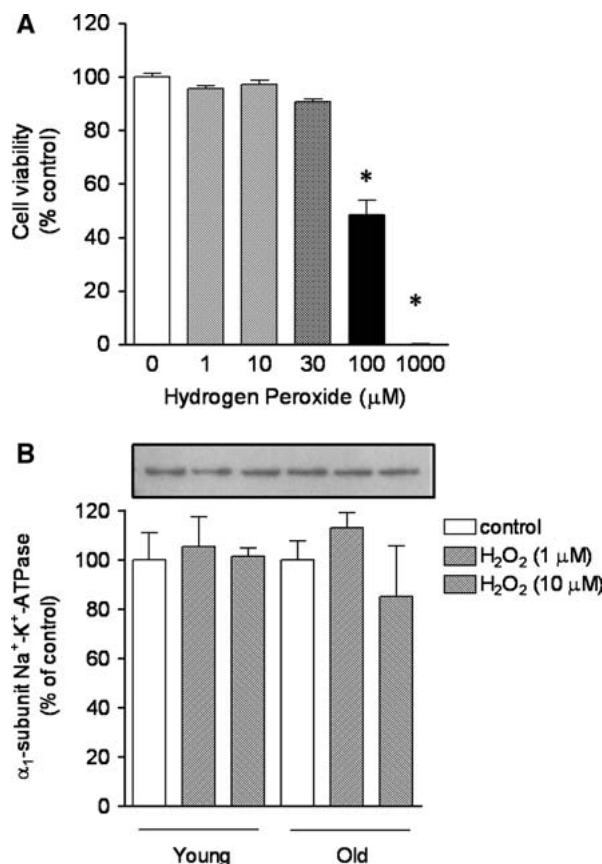 A
120
100
80
60
40
20
0
Cell viability
(% control)
*
*
0 1 10 30 100 1000
Hydrogen Peroxide (μM)
B
120
100
80
60
40
20
0
α₁-subunit Na⁺-K⁺-ATPase
(% of control)
control
H₂O₂ (1 μM)
H₂O₂ (10 μM)
Young Old